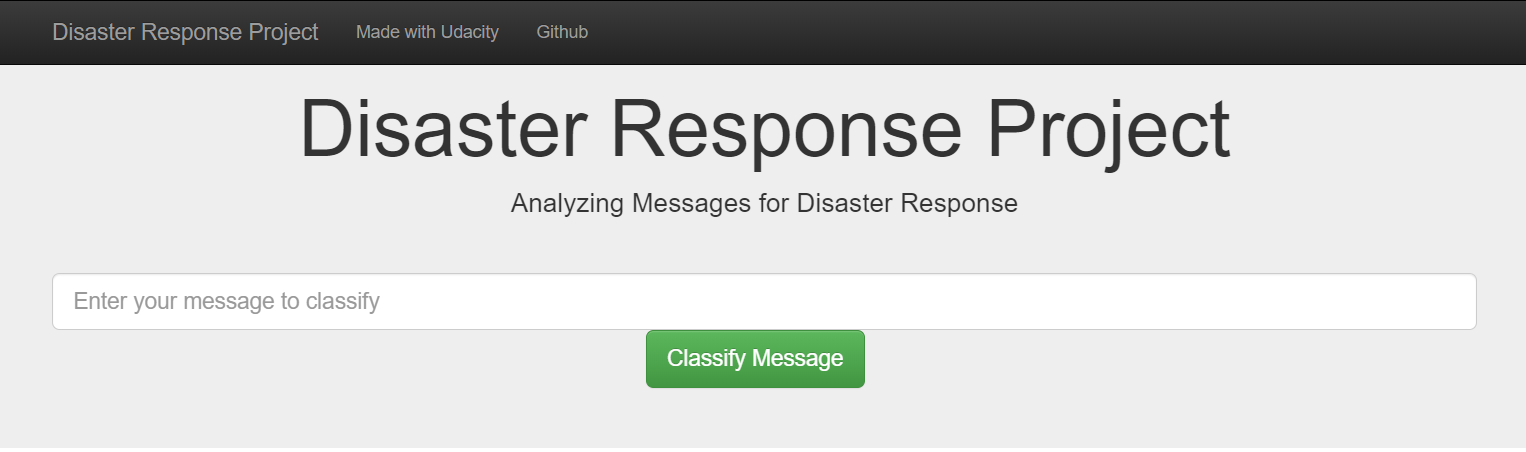 Disaster Response Project Made with Udacity Github
Disaster Response Project
Analyzing Messages for Disaster Response
Enter your message to classify
Classify Message